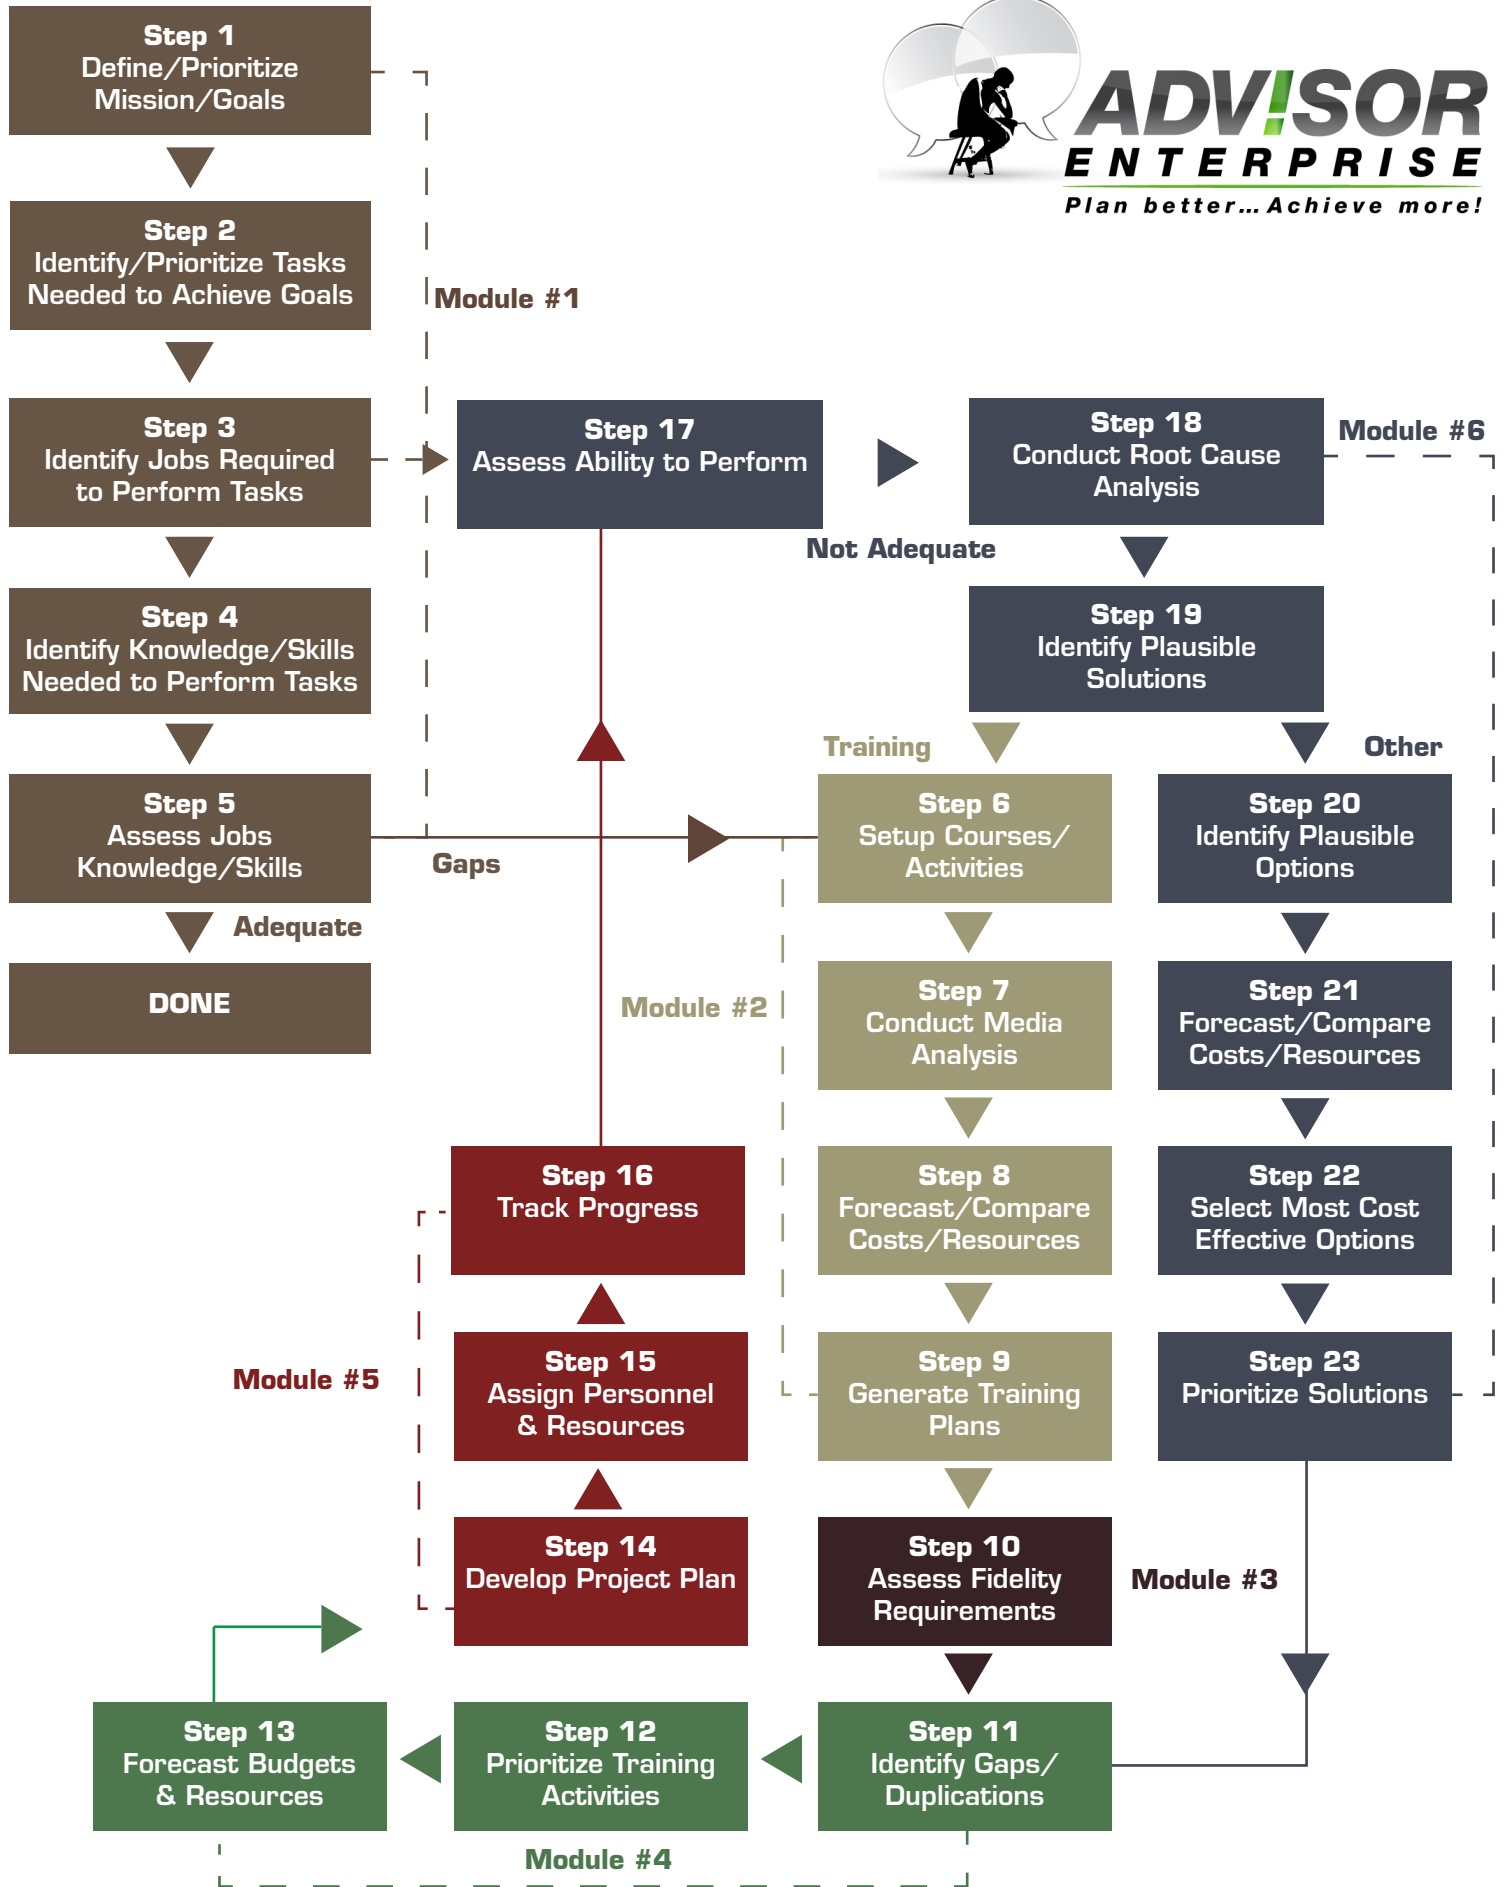 ADV!SOR
ENTERPRISE
Plan better... Achieve more!
Step 1
Define/Prioritize
Mission/Goals
Step 2
Identify/Prioritize Tasks
Needed to Achieve Goals
Module #1
Step 3
Identify Jobs Required
to Perform Tasks
Step 4
Identify Knowledge/Skills
Needed to Perform Tasks
Step 5
Assess Jobs
Knowledge/Skills
Gaps
Adequate
DONE
Step 17
Assess Ability to Perform
Not Adequate
Step 18
Conduct Root Cause
Analysis
Module #6
Step 19
Identify Plausible
Solutions
Training
Other
Step 6
Setup Courses/
Activities
Step 20
Identify Plausible
Options
Module #2
Step 7
Conduct Media
Analysis
Step 21
Forecast/Compare
Costs/Resources
Step 16
Track Progress
Step 8
Forecast/Compare
Costs/Resources
Step 22
Select Most Cost
Effective Options
Module #5
Step 15
Assign Personnel
& Resources
Step 9
Generate Training
Plans
Step 23
Prioritize Solutions
Step 14
Develop Project Plan
Step 10
Assess Fidelity
Requirements
Module #3
Step 13
Forecast Budgets
& Resources
Step 12
Prioritize Training
Activities
Step 11
Identify Gaps/
Duplications
Module #4